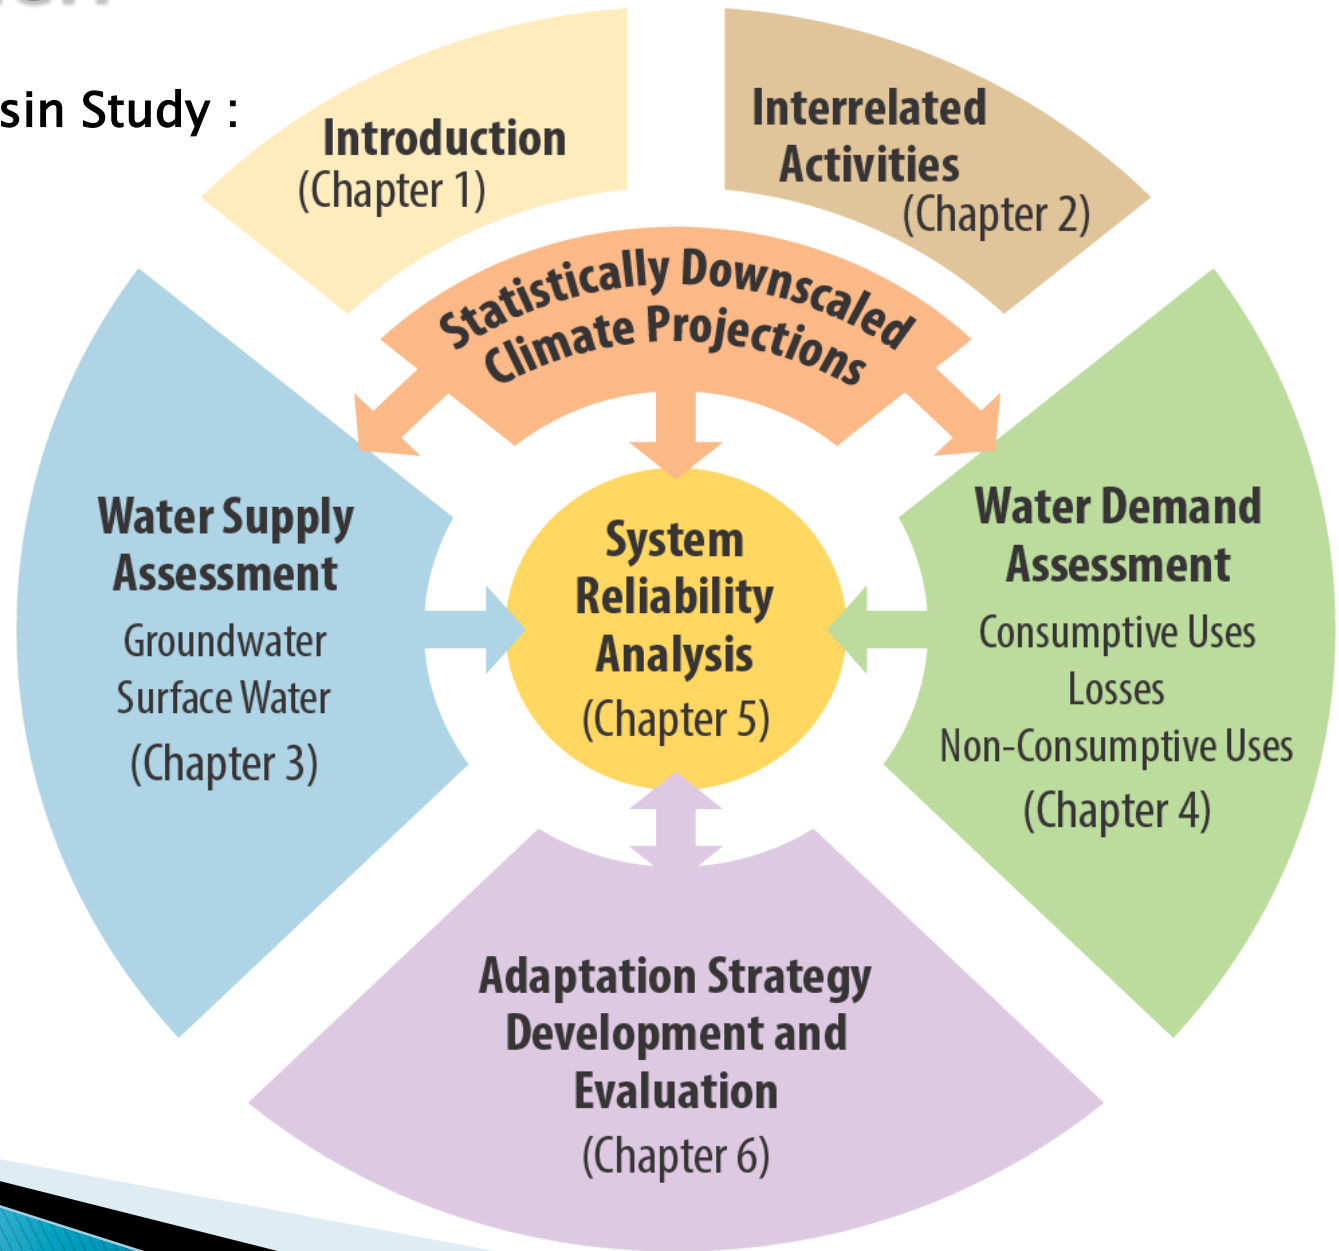 sin Study :
Introduction
(Chapter 1)
Interrelated
Activities
(Chapter 2)
Statistically Downscaled
Climate Projections
Water Supply
Assessment
Groundwater
Surface Water
(Chapter 3)
System
Reliability
Analysis
(Chapter 5)
Water Demand
Assessment
Consumptive Uses
Losses
Non-Consumptive Uses
(Chapter 4)
Adaptation Strategy
Development and
Evaluation
(Chapter 6)